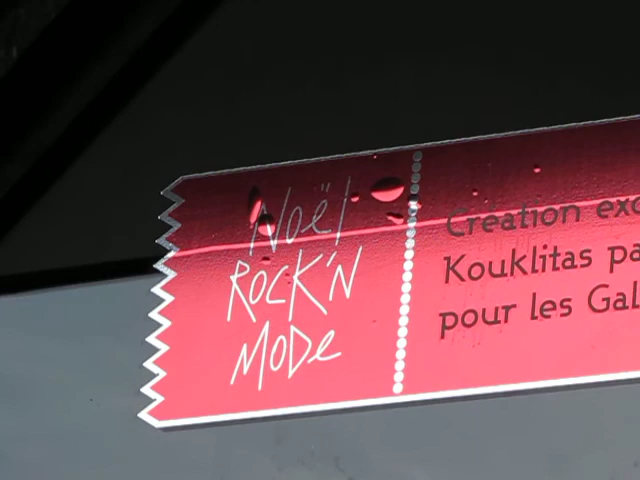 Noël
ROCK'N
MODe
Création exc
Kouklitas pa
pour les Gal